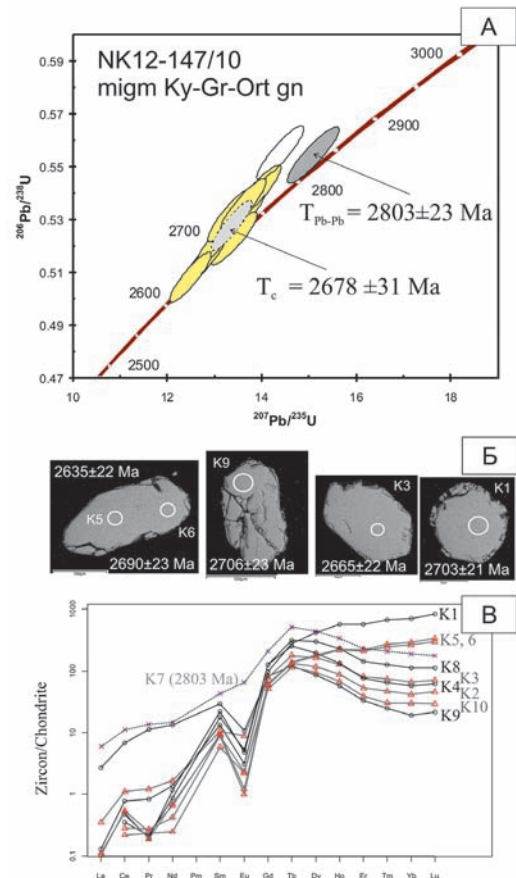 A
NK12-147/10
migm Ky-Gr-Ort gn
3000
2900
2800
2700
2600
2500
T_Pb-Pb = 2803±23 Ma
T_c = 2678 ±31 Ma
0.59
0.57
0.55
0.53
0.51
0.49
0.47
²⁰⁶Pb/²³⁸U
10 12 14 16 18
²⁰⁷Pb/²³⁵U
Б
2635±22 Ma
K5
K6
2690±23 Ma
K9
2706±23 Ma
K3
2665±22 Ma
K1
2703±21 Ma
В
1000
100
10
1
0.1
Zircon/Chondrite
K7 (2803 Ma)
K1
K5, 6
K8
K3
K4
K2
K10
K9
La Ce Pr Nd Pm Sm Eu Gd Tb Dy Ho Er Tm Yb Lu